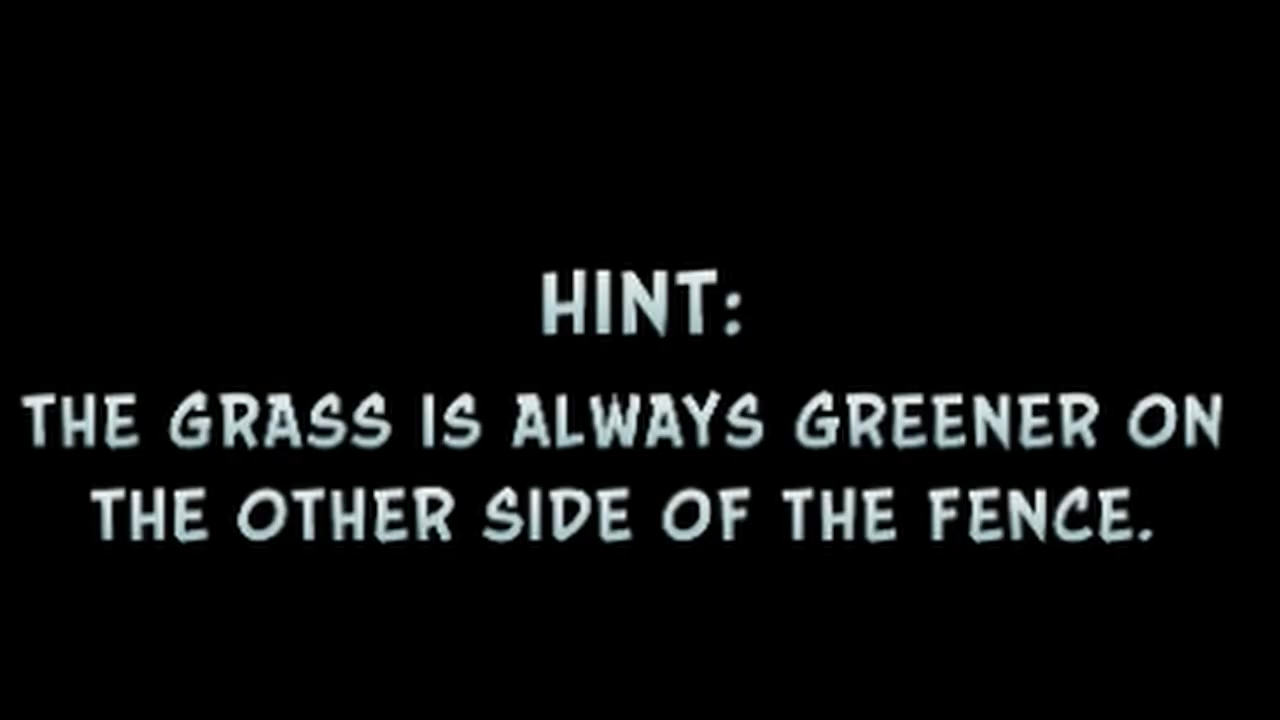 HINT:
THE GRASS IS ALWAYS GREENER ON
THE OTHER SIDE OF THE FENCE.